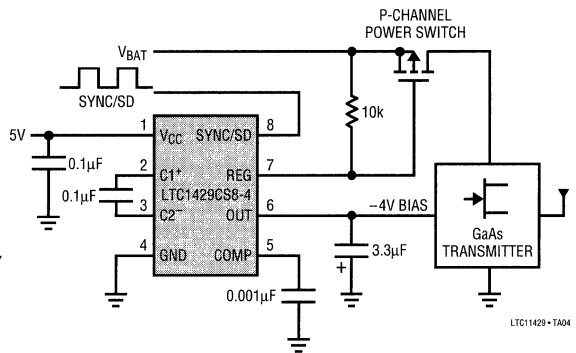 P-CHANNEL
POWER SWITCH
VBAT
SYNC/SD
10k
5V
1
VCC
SYNC/SD
8
0.1µF
2
C1+
REG
7
0.1µF
LTC1429CS8-4
3
C2–
OUT
6
–4V BIAS
4
GND
COMP
5
3.3µF
+
0.001µF
GaAs
TRANSMITTER
LTC11429 • TA04